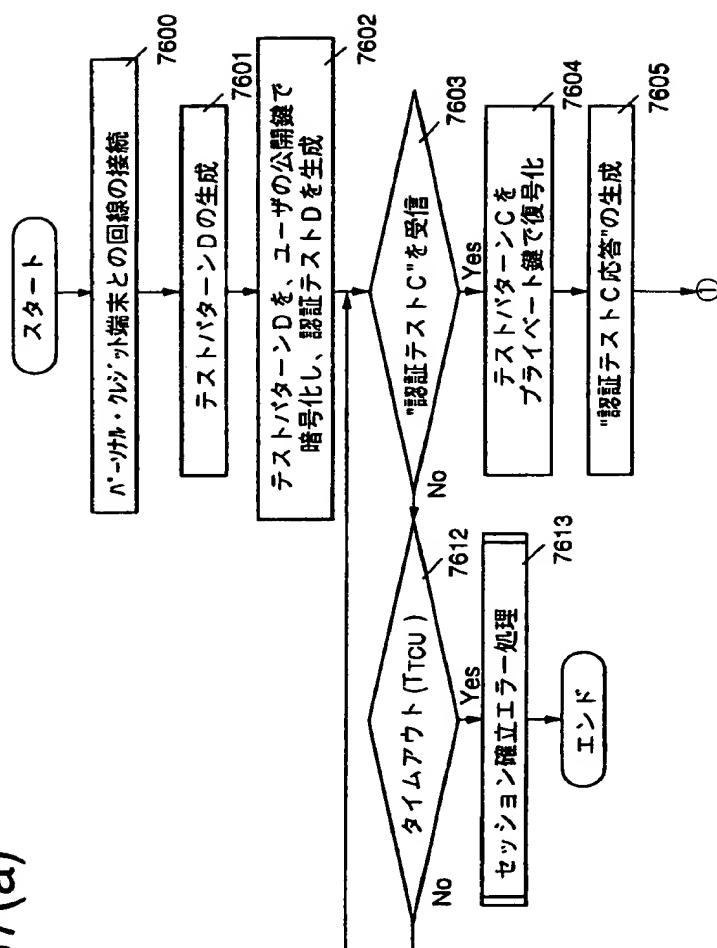 7(a)
スタート
パーソナル・クレジット端末との回線の接続
7600
テストパターンDの生成
7601
テストパターンDを、ユーザの公開鍵で
暗号化し、認証テストDを生成
7602
"認証テストC"を受信
7603
Yes
No
テストパターンCを
プライベート鍵で復号化
7604
"認証テストC応答"の生成
7605
①
タイムアウト(TTCU)
7612
Yes
No
セッション確立エラー処理
7613
エンド